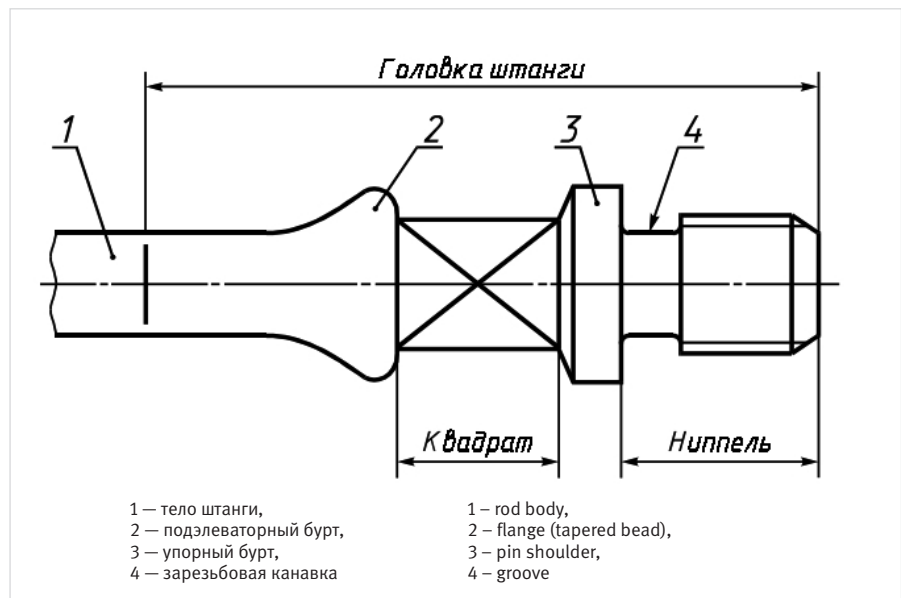 Головка штанги
1
2
3
4
Квадрат
Ниппель
1 — тело штанги,
2 — подэлеваторный бурт,
3 — упорный бурт,
4 — зарезьбовая канавка
1 – rod body,
2 – flange (tapered bead),
3 – pin shoulder,
4 – groove